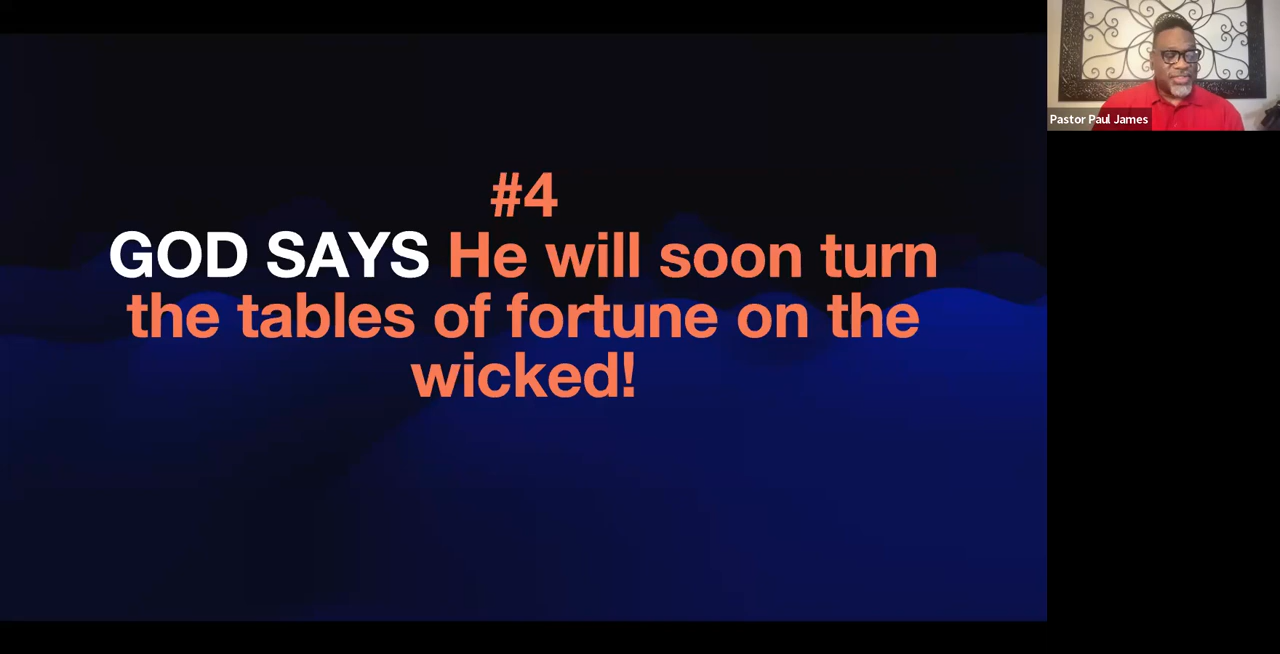 #4
GOD SAYS He will soon turn
the tables of fortune on the
wicked!
Pastor Paul James